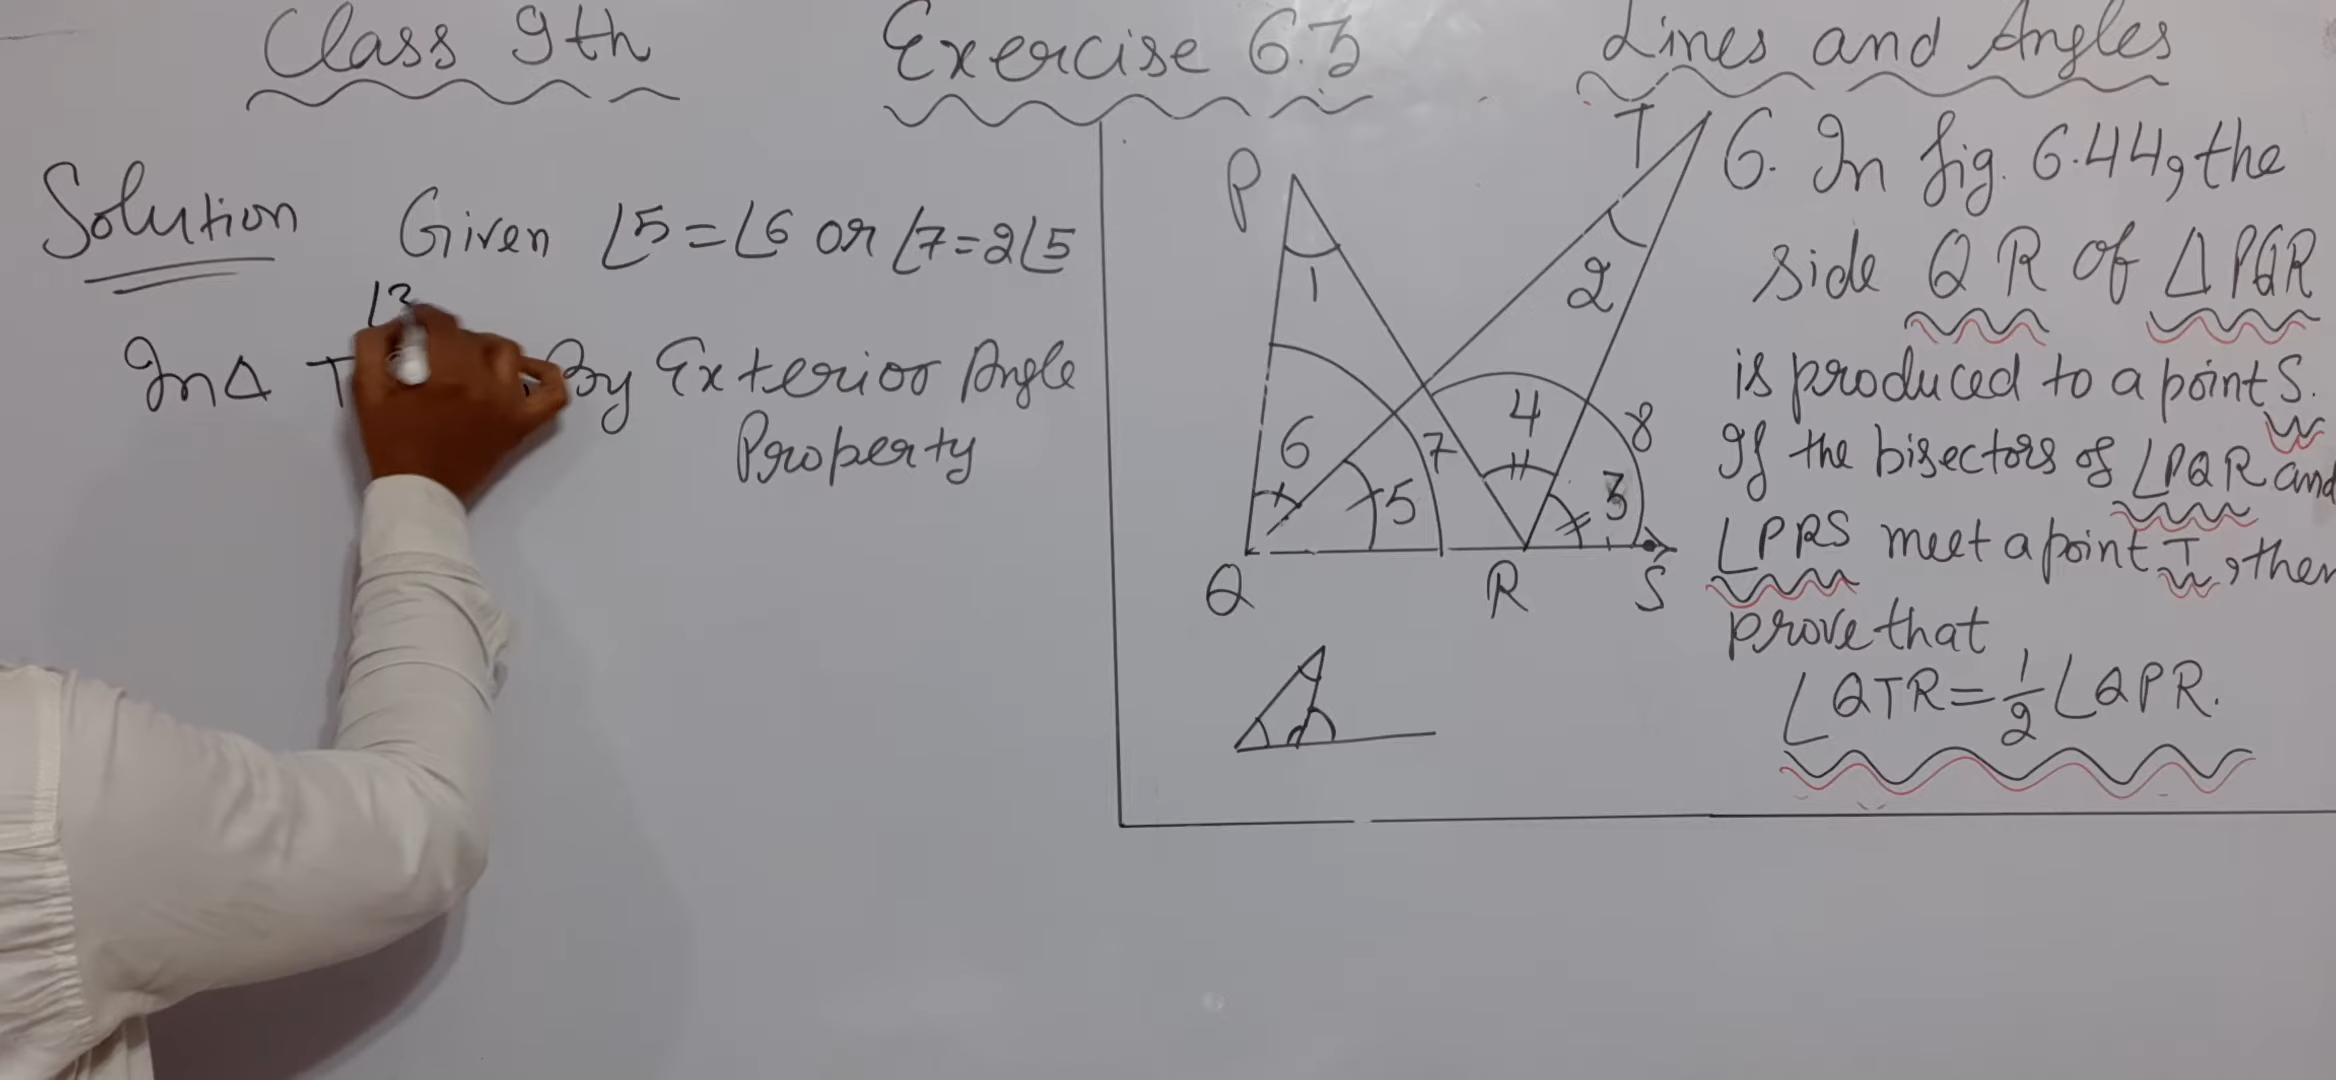 Class 9th
Exercise 6.3
Lines and Angles
Solution Given ∠5=∠6 or ∠7=2∠5
∠3
In Δ T , By Exterior Angle
Property
P
T
1
2
6
7
4
8
5
3
Q
R
S
6. In fig. 6.44, the
side QR of ΔPQR
is produced to a point S.
If the bisectors of ∠PQR and
∠PRS meet a point T, then
prove that
∠QTR=1/2∠QPR.